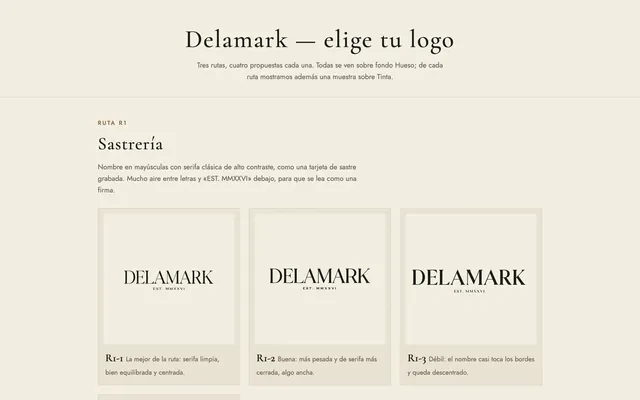 Delamark — elige tu logo
Tres rutas, cuatro propuestas cada una. Todas se ven sobre fondo Hueso; de cada
ruta mostramos además una muestra sobre Tinta.
RUTA R1
Sastrería
Nombre en mayúsculas con serifa clásica de alto contraste, como una tarjeta de sastre
grabada. Mucho aire entre letras y «EST. MMXXVI» debajo, para que se lea como una
firma.
DELAMARK
EST. MMXXVI
DELAMARK
EST. MMXXVI
DELAMARK
EST. MMXXVI
R1-1 La mejor de la ruta: serifa limpia,
bien equilibrada y centrada.
R1-2 Buena: más pesada y de serifa más
cerrada, algo ancha.
R1-3 Débil: el nombre casi toca los bordes
y queda descentrado.